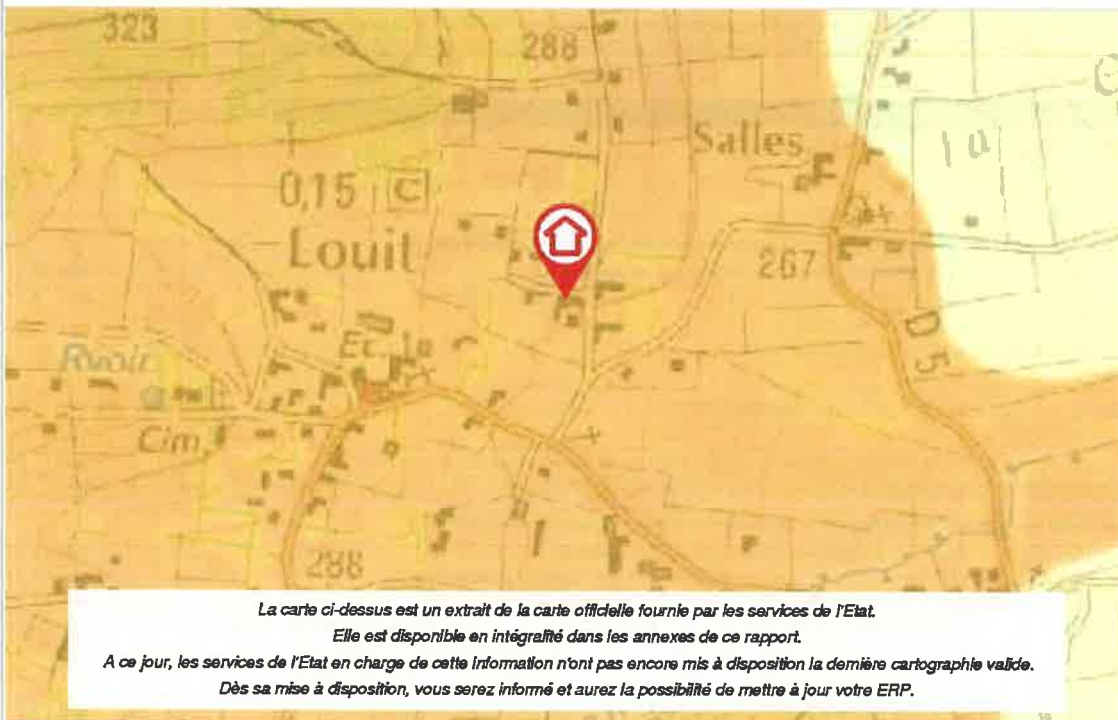 323
288
Salles
0,15 C
Louit
267
D 5
Cim.
288
La carte ci-dessus est un extrait de la carte officielle fournie par les services de l'Etat.
Elle est disponible en intégralité dans les annexes de ce rapport.
A ce jour, les services de l'Etat en charge de cette information n'ont pas encore mis à disposition la dernière cartographie valide.
Dès sa mise à disposition, vous serez informé et aurez la possibilité de mettre à jour votre ERP.